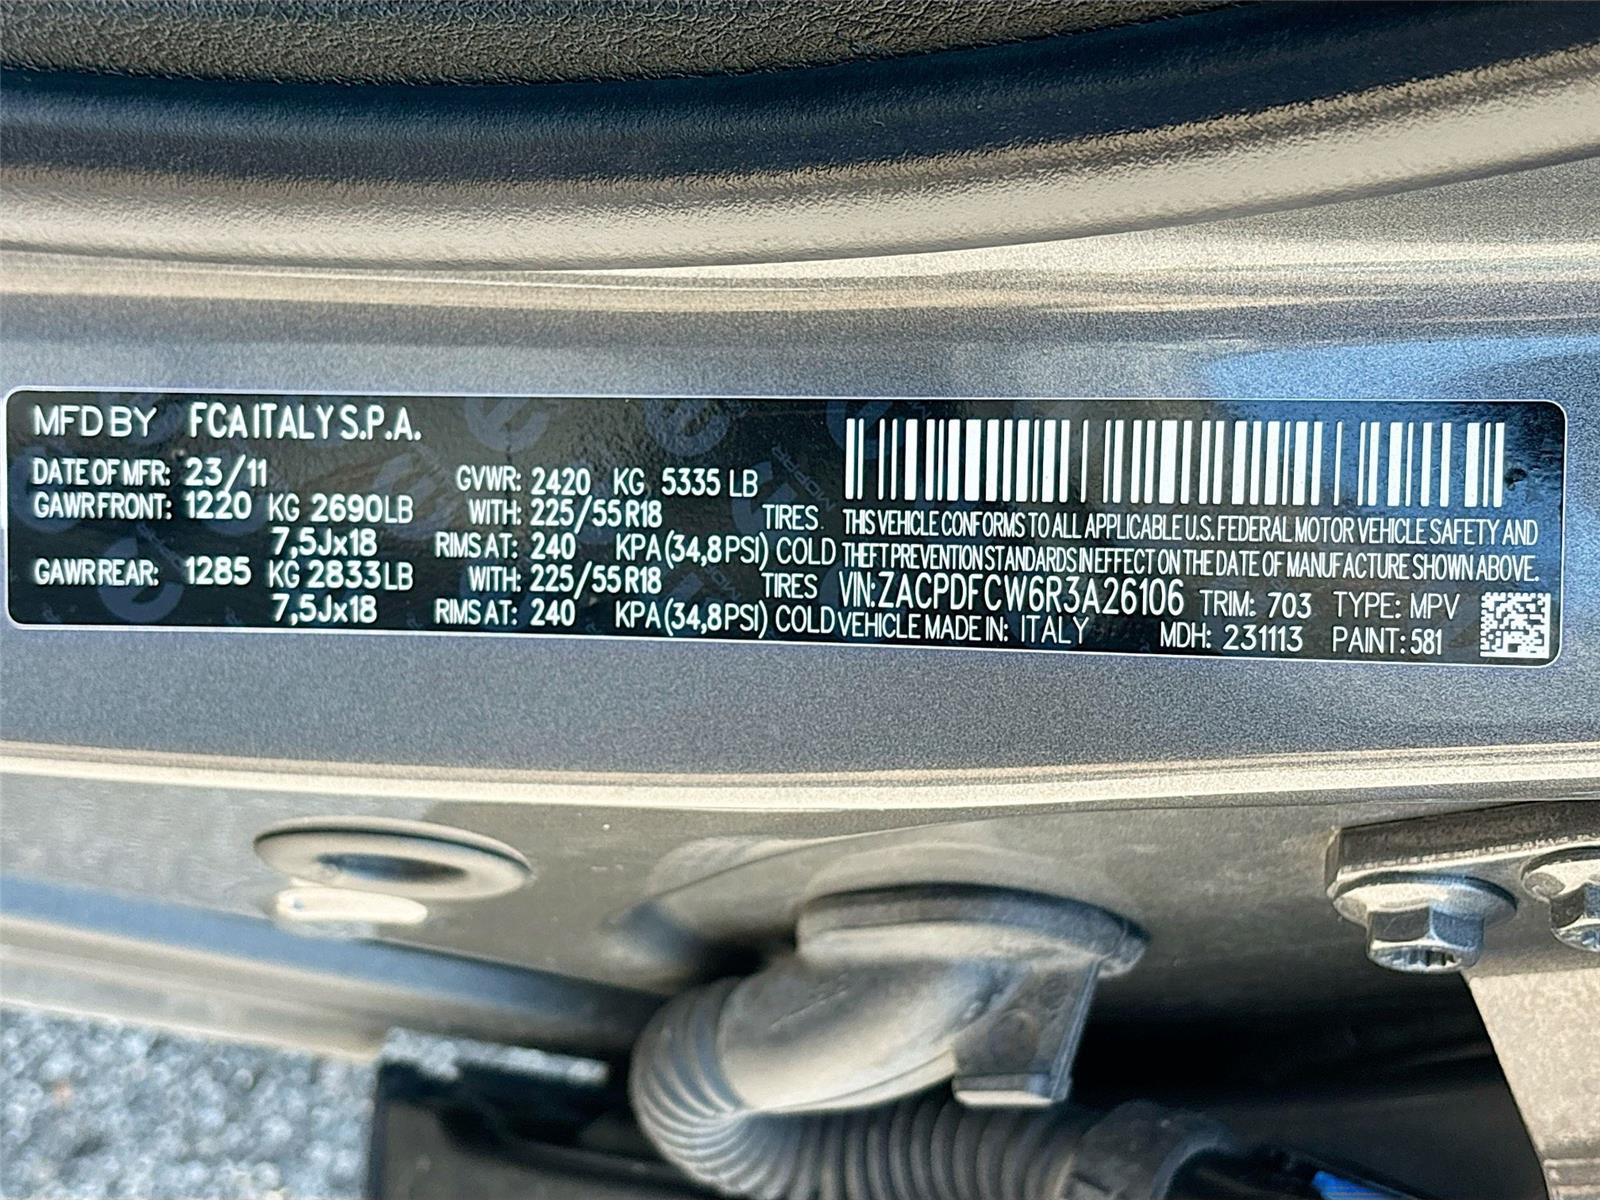 MFD BY FCA ITALY S.P.A.
DATE OF MFR: 23/11 GVWR: 2420 KG 5335 LB
GAWR FRONT: 1220 KG 2690 LB WITH: 225/55 R18 TIRES
7,5Jx18 RIMS AT: 240 KPA (34,8 PSI) COLD
GAWR REAR: 1285 KG 2833 LB WITH: 225/55 R18 TIRES
7,5Jx18 RIMS AT: 240 KPA (34,8 PSI) COLD
THIS VEHICLE CONFORMS TO ALL APPLICABLE U.S. FEDERAL MOTOR VEHICLE SAFETY AND
THEFT PREVENTION STANDARDS IN EFFECT ON THE DATE OF MANUFACTURE SHOWN ABOVE.
VIN: ZACPDFCW6R3A26106 TRIM: 703 TYPE: MPV
VEHICLE MADE IN: ITALY MDH: 231113 PAINT: 581